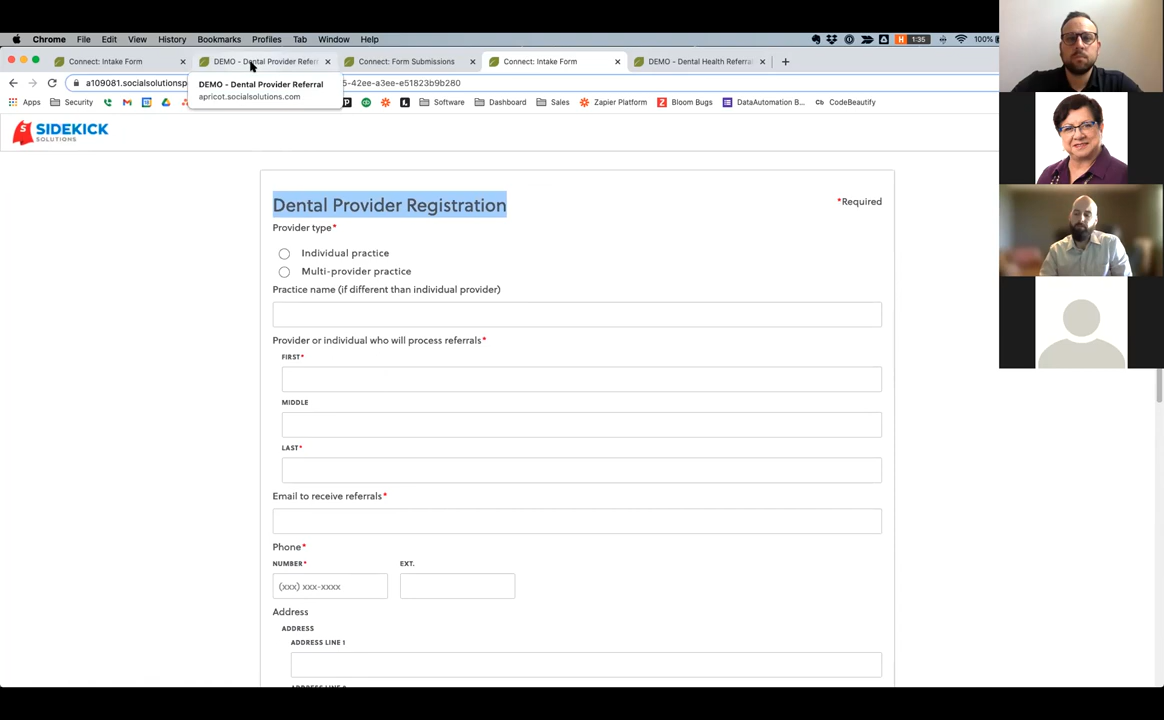 Chrome File Edit View History Bookmarks Profiles Tab Window Help 1:35 100%
Connect: Intake Form DEMO - Dental Provider Refer Connect: Form Submissions Connect: Intake Form DEMO - Dental Health Referral
a109081.socialsolutionsp 5-42ee-a3ee-e51823b9b280
DEMO - Dental Provider Referral
apricot.socialsolutions.com
Apps Security Software Dashboard Sales Zapier Platform Bloom Bugs DataAutomation B... CodeBeautify
SIDEKICK
SOLUTIONS
Dental Provider Registration
*Required
Provider type*
Individual practice
Multi-provider practice
Practice name (if different than individual provider)
Provider or individual who will process referrals*
FIRST*
MIDDLE
LAST*
Email to receive referrals*
Phone*
NUMBER* EXT.
(xxx) xxx-xxxx
Address
ADDRESS
ADDRESS LINE 1